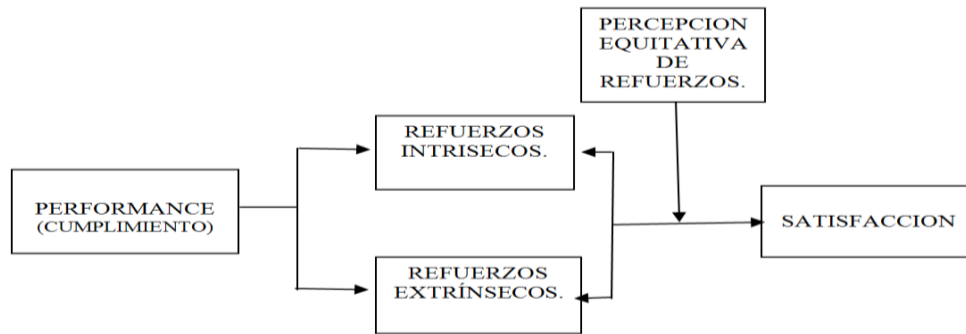 PERCEPCION
EQUITATIVA
DE
REFUERZOS.
REFUERZOS
INTRISECOS.
PERFORMANCE
(CUMPLIMIENTO)
SATISFACCION
REFUERZOS
EXTRÍNSECOS.